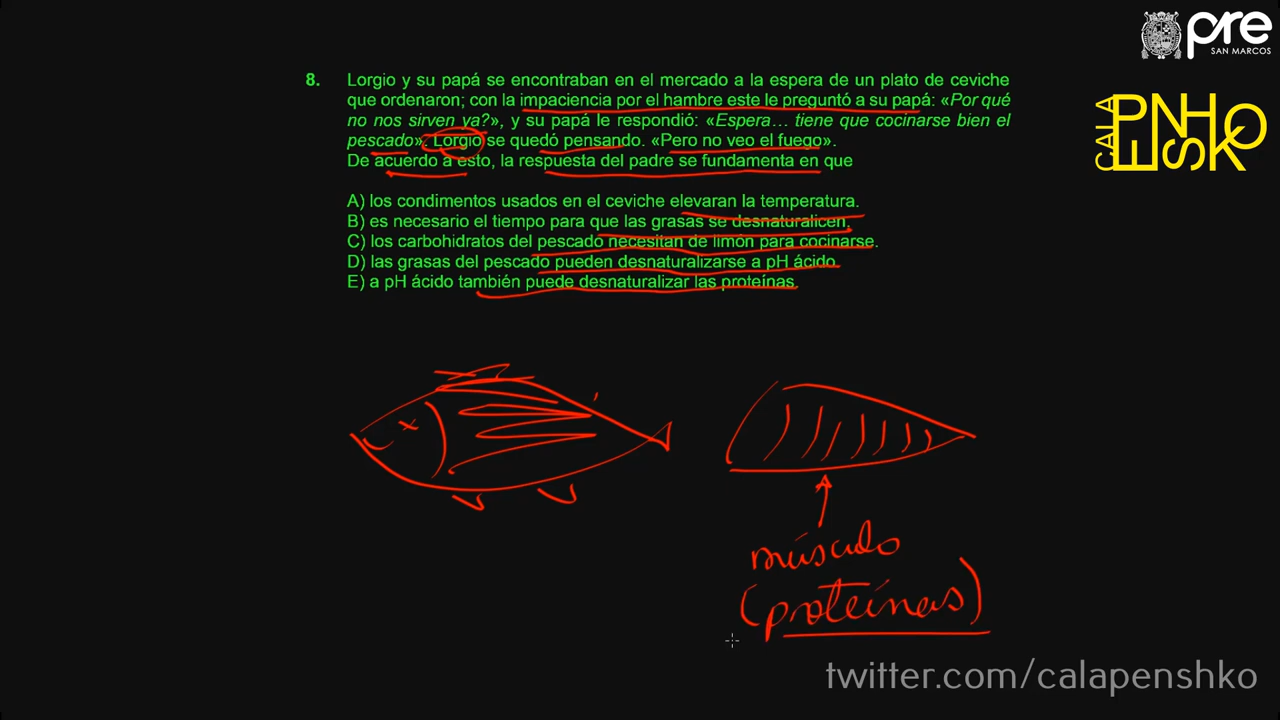 pre
SAN MARCOS
CALA
PENSHKO
8. Lorgio y su papá se encontraban en el mercado a la espera de un plato de ceviche
que ordenaron; con la impaciencia por el hambre este le preguntó a su papá: «Por qué
no nos sirven ya?», y su papá le respondió: «Espera... tiene que cocinarse bien el
pescado». Lorgio se quedó pensando. «Pero no veo el fuego».
De acuerdo a esto, la respuesta del padre se fundamenta en que
A) los condimentos usados en el ceviche elevaran la temperatura.
B) es necesario el tiempo para que las grasas se desnaturalicen.
C) los carbohidratos del pescado necesitan de limón para cocinarse.
D) las grasas del pescado pueden desnaturalizarse a pH ácido.
E) a pH ácido también puede desnaturalizar las proteínas.
músculo
(proteínas)
twitter.com/calapenshko